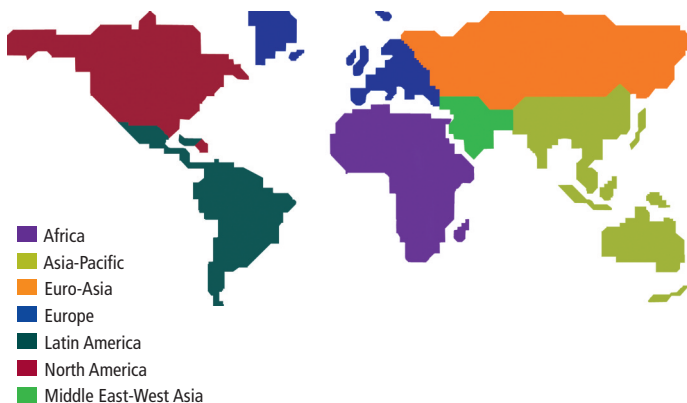 Africa
Asia-Pacific
Euro-Asia
Europe
Latin America
North America
Middle East-West Asia